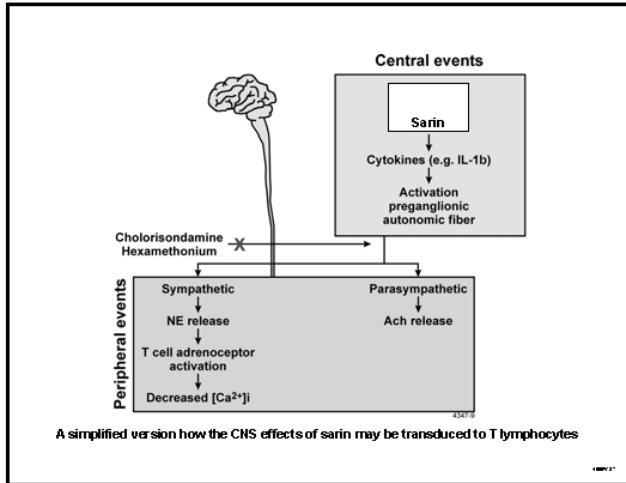 Central events
Sarin
Cytokines (e.g. IL-1b)
Activation
preganglionic
autonomic fiber
Cholorisondamine
Hexamethonium
X
Peripheral events
Sympathetic
NE release
T cell adrenoceptor
activation
Decreased [Ca²⁺]i
Parasympathetic
Ach release
4347-9
A simplified version how the CNS effects of sarin may be transduced to T lymphocytes